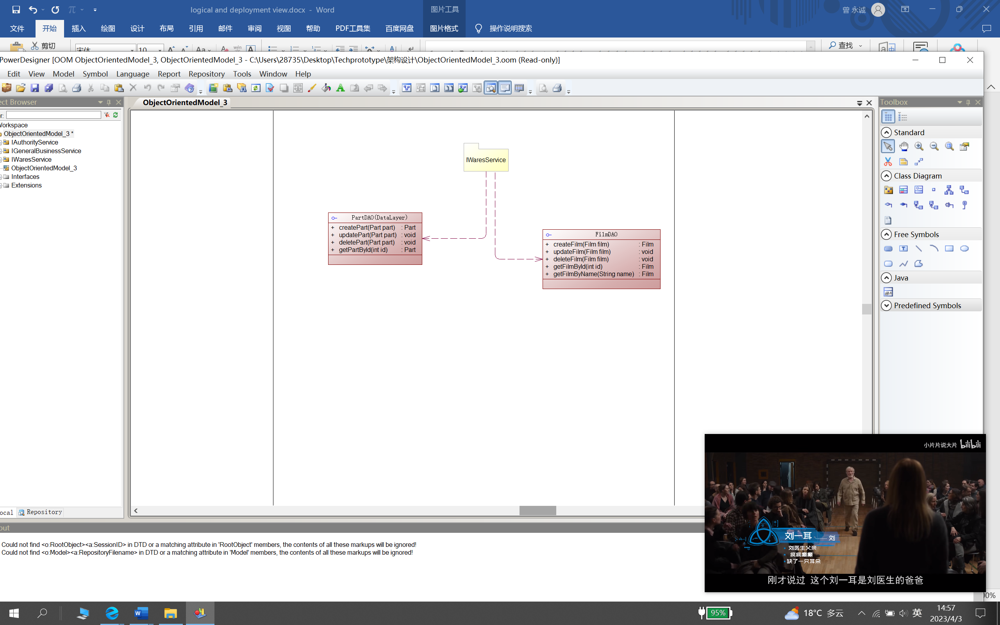 logical and deployment view.docx - Word
图片工具
曾 永诚
文件
开始
插入
绘图
设计
布局
引用
邮件
审阅
视图
帮助
PDF工具集
百度网盘
图片格式
操作说明搜索
剪切
宋体
10
查找
PowerDesigner [OOM ObjectOrientedModel_3, ObjectOrientedModel_3 - C:\Users\28735\Desktop\Techprototype\架构设计\ObjectOrientedModel_3.oom (Read-only)]
Edit
View
Model
Symbol
Language
Report
Repository
Tools
Window
Help
ect Browser
ObjectOrientedModel_3
Toolbox
r:
Workspace
ObjectOrientedModel_3 *
IAuthorityService
IGeneralBusinessService
IWaresService
ObjectOrientedModel_3
Interfaces
Extensions
IWaresService
PartDAO(DataLayer)
+ createPart(Part part) : Part
+ updatePart(Part part) : void
+ deletePart(Part part) : void
+ getPartById(int id) : Part
FilmDAO
+ createFilm(Film film) : Film
+ updateFilm(Film film) : void
+ deleteFilm(Film film) : void
+ getFilmById(int id) : Film
+ getFilmByName(String name) : Film
Standard
Class Diagram
Free Symbols
Java
Predefined Symbols
ocal
Repository
out
Could not find <o:RootObject><a:SessionID> in DTD or a matching attribute in 'RootObject' members, the contents of all these markups will be ignored!
Could not find <o:Model><a:RepositoryFilename> in DTD or a matching attribute in 'Model' members, the contents of all these markups will be ignored!
小片片说大片 bilibili
刘一耳
刘
刘医生父亲
疯疯癫癫
缺了一只耳朵
刚才说过 这个刘一耳是刘医生的爸爸
00%
95%
18°C 多云
英
14:57
2023/4/3